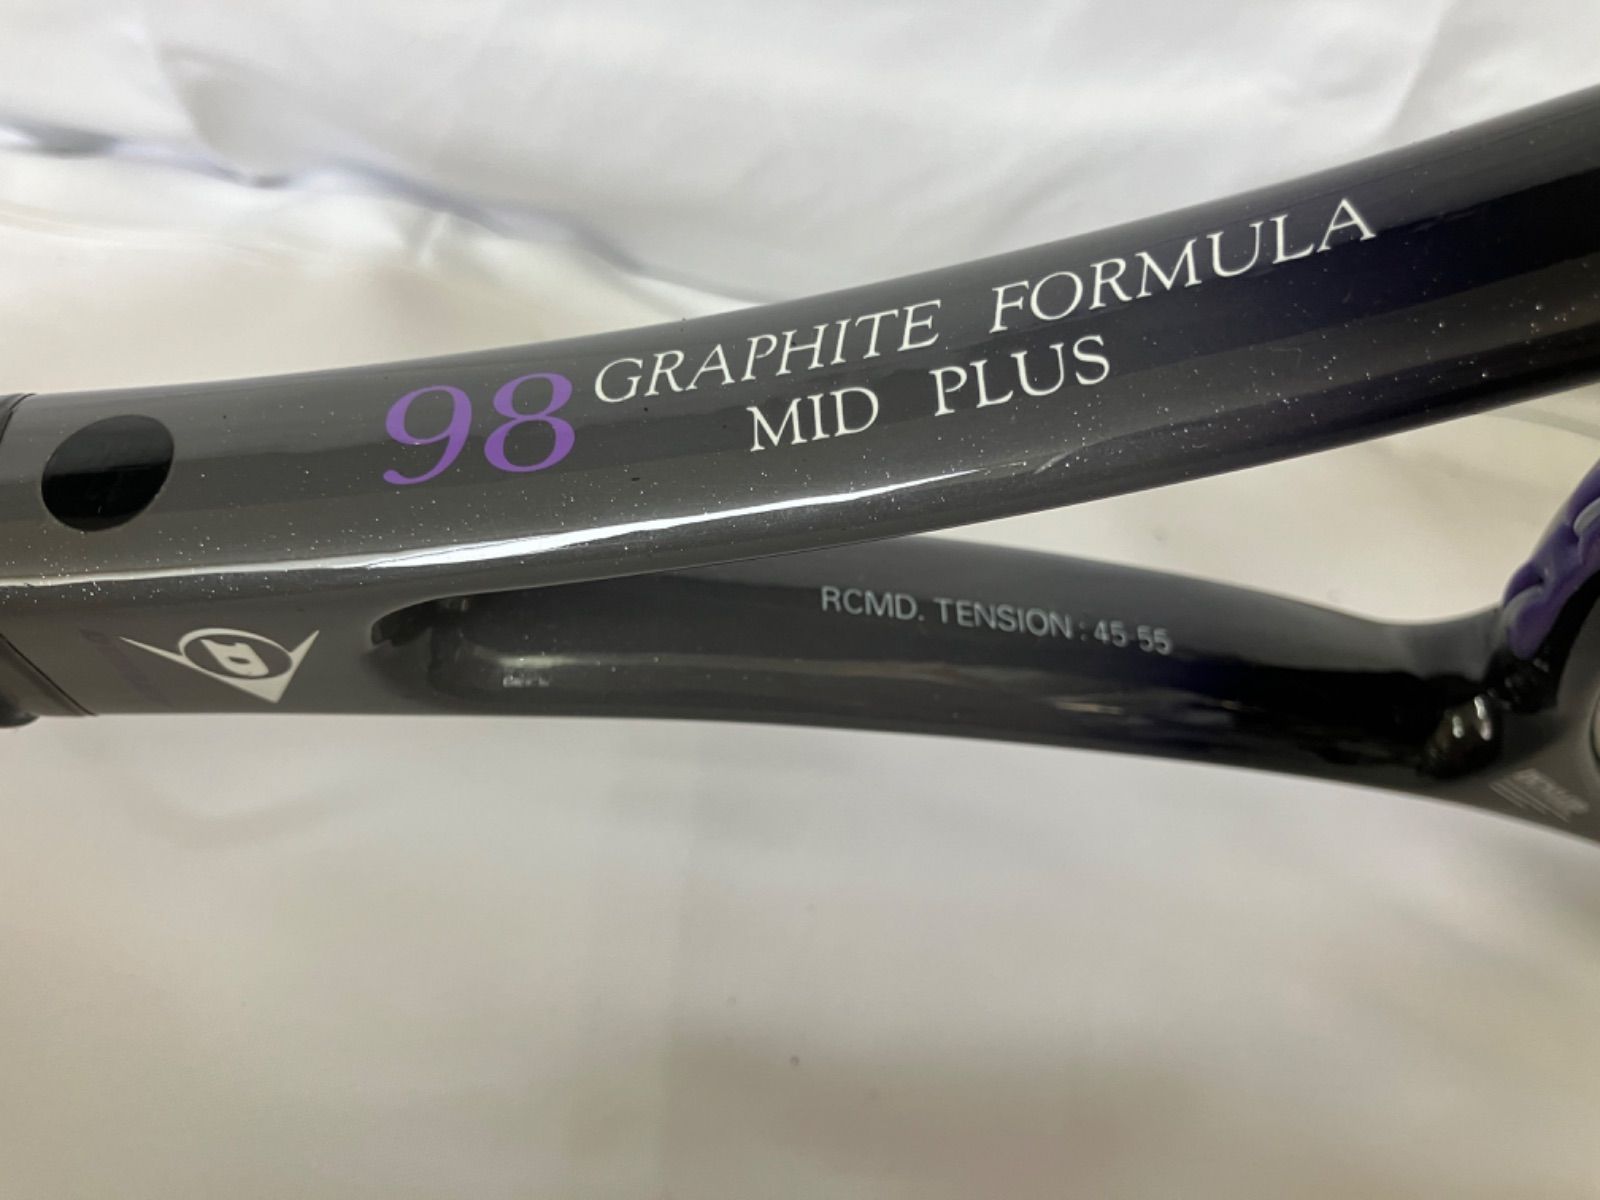 98 GRAPHITE FORMULA
MID PLUS
RCMD. TENSION : 45-55
D